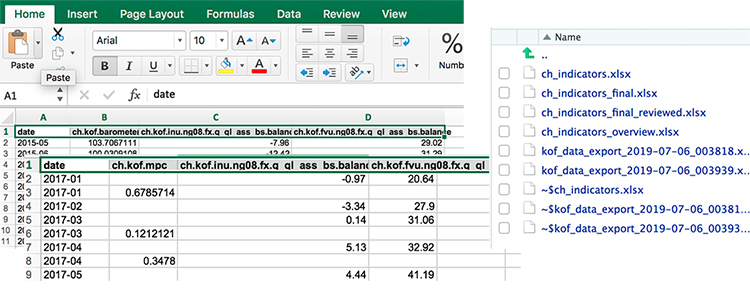 Home Insert Page Layout Formulas Data Review View
Paste
Paste
Arial 10 A A
B I U A
ab
% 
Numb
A1 fx date
A B C D
1 date ch.kof.baromete ch.kof.inu.ng08.fx.q_ql_ass_bs.balance ch.kof.fvu.ng08.fx.q_ql_ass_bs.balance
2 2015-05 103.7067111 -7.96 29.02
3 2015-06 100.0309108 -12.42 31.29
1 date ch.kof.mpc ch.kof.inu.ng08.fx.q_ql_ass_bs.balance ch.kof.fvu.ng08.fx.q_ql
2 2017-01 -0.97 20.64
3 2017-01 0.6785714
4 2017-02 -3.34 27.9
5 2017-03 0.14 31.06
6 2017-03 0.1212121
7 2017-04 5.13 32.92
8 2017-04 0.3478
9 2017-05 4.44 41.19
Name
..
ch_indicators.xlsx
ch_indicators_final.xlsx
ch_indicators_final_reviewed.xlsx
ch_indicators_overview.xlsx
kof_data_export_2019-07-06_003818.x...
kof_data_export_2019-07-06_003939.x...
~$ch_indicators.xlsx
~$kof_data_export_2019-07-06_00381...
~$kof_data_export_2019-07-06_00393...